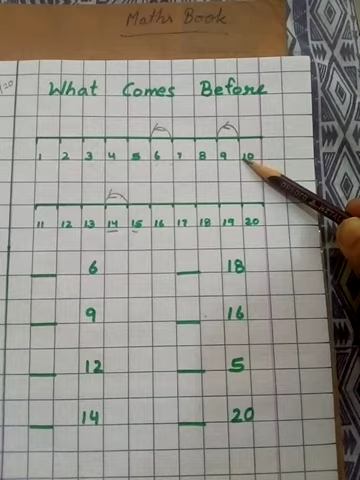 Maths Book
What Comes Before
1 2 3 4 5 6 7 8 9 10
11 12 13 14 15 16 17 18 19 20
__ 6 __ 18
__ 9 __ 16
__ 12 __ 5
__ 14 __ 20